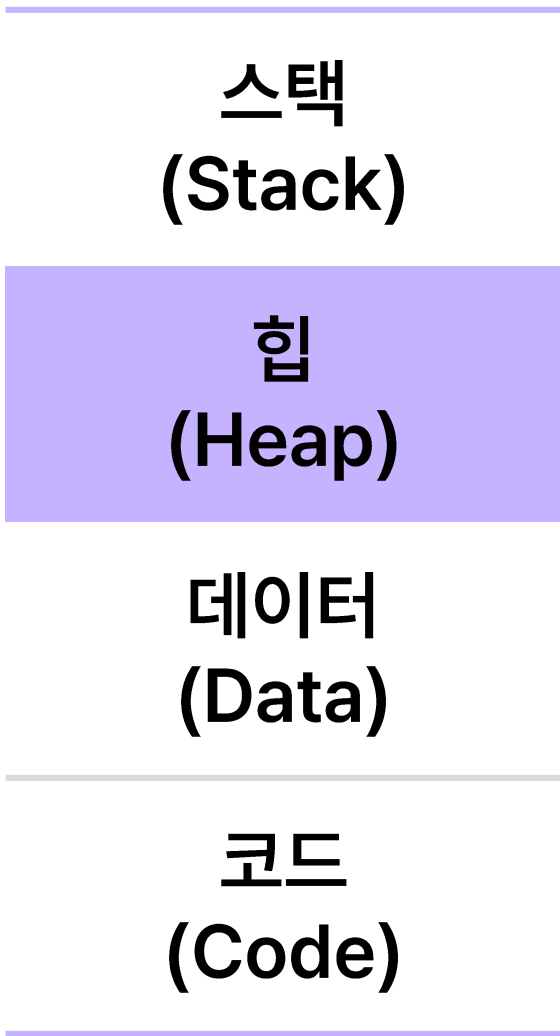 스택
(Stack)
힙
(Heap)
데이터
(Data)
코드
(Code)